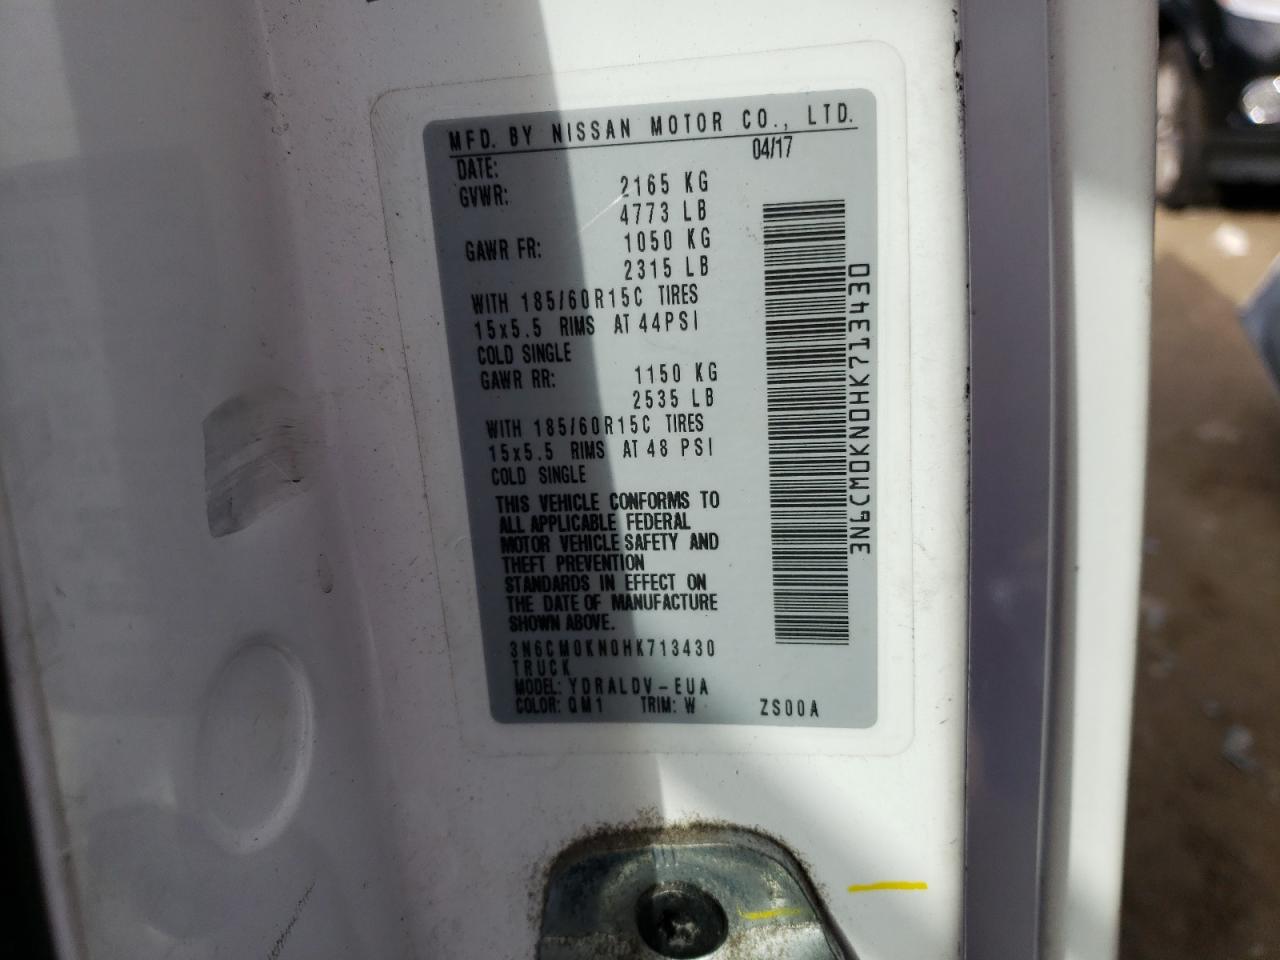 MFD. BY NISSAN MOTOR CO., LTD.
DATE: 04/17
GVWR: 2165 KG
4773 LB
GAWR FR: 1050 KG
2315 LB
WITH 185/60R15C TIRES
15x5.5 RIMS AT 44PSI
COLD SINGLE
GAWR RR: 1150 KG
2535 LB
WITH 185/60R15C TIRES
15x5.5 RIMS AT 48 PSI
COLD SINGLE
THIS VEHICLE CONFORMS TO
ALL APPLICABLE FEDERAL
MOTOR VEHICLE SAFETY AND
THEFT PREVENTION
STANDARDS IN EFFECT ON
THE DATE OF MANUFACTURE
SHOWN ABOVE.
3N6CM0KN0HK713430
TRUCK
MODEL: YDRALDV-EUA
COLOR: QM1 TRIM: W ZS00A
3N6CM0KN0HK713430